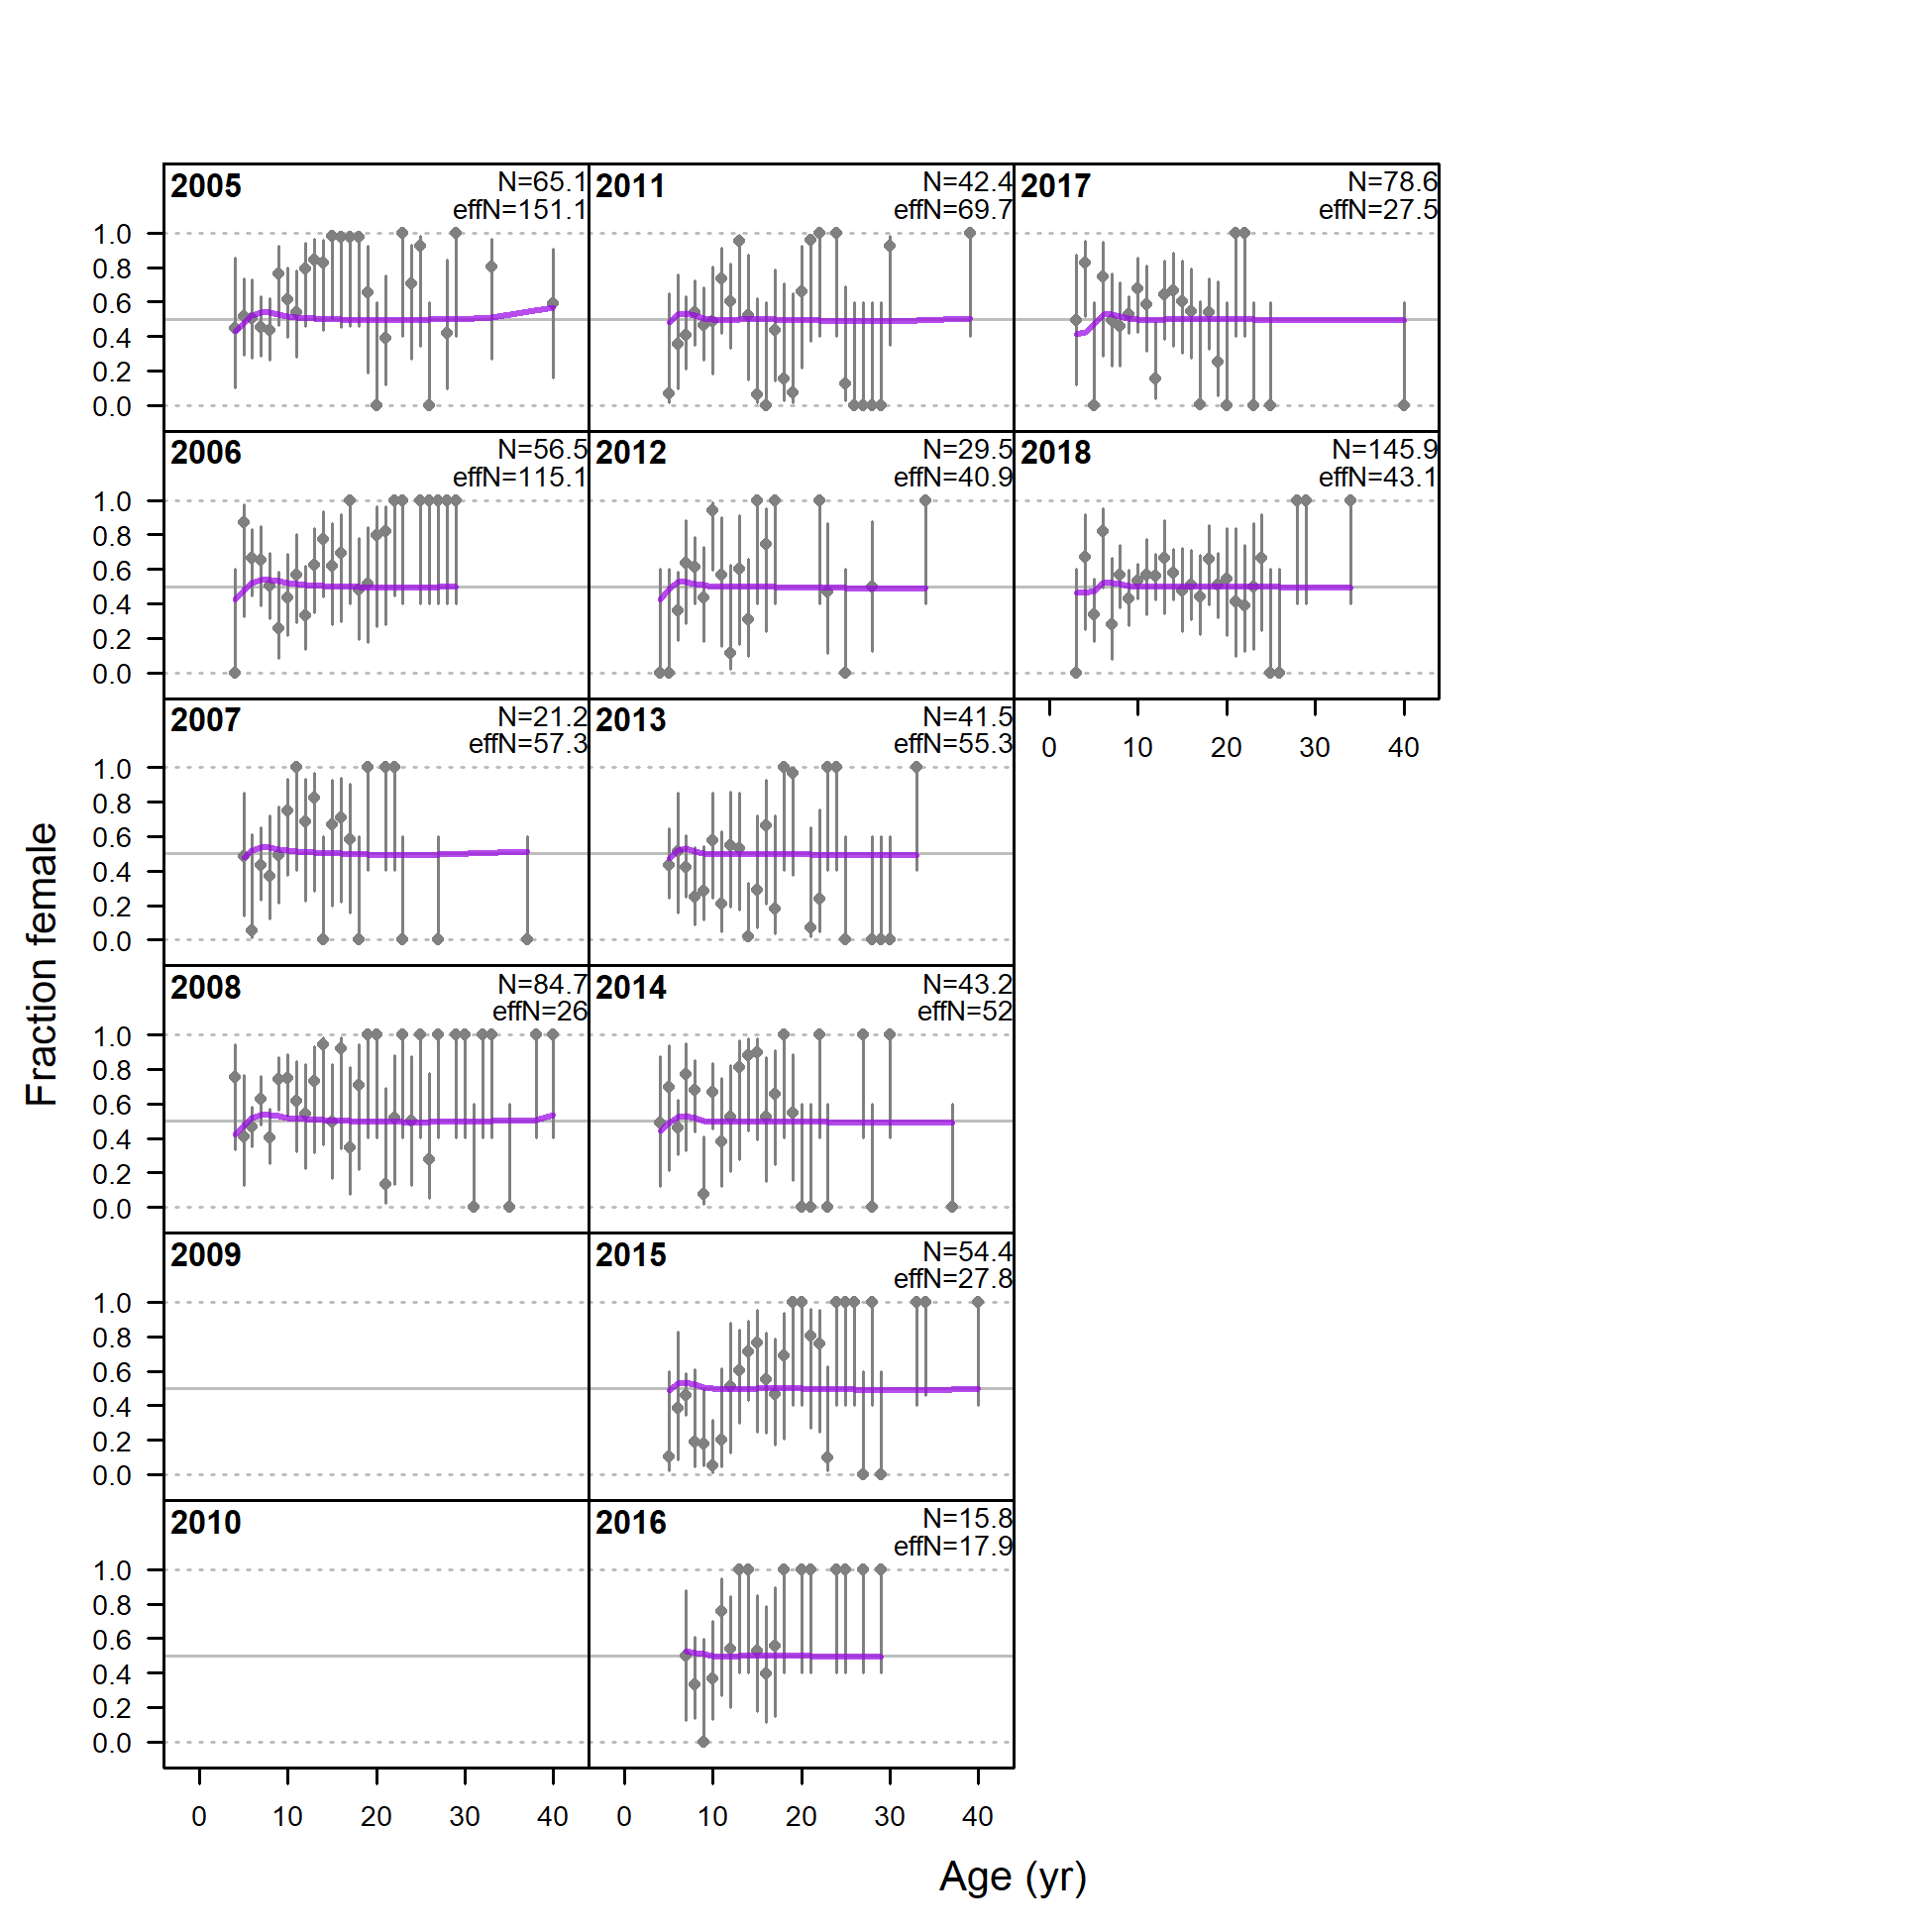 2005
N=65.1
effN=151.1
2011
N=42.4
effN=69.7
2017
N=78.6
effN=27.5
1.0
0.8
0.6
0.4
0.2
0.0
2006
N=56.5
effN=115.1
2012
N=29.5
effN=40.9
2018
N=145.9
effN=43.1
1.0
0.8
0.6
0.4
0.2
0.0
2007
N=21.2
effN=57.3
2013
N=41.5
effN=55.3
0 10 20 30 40
1.0
0.8
0.6
0.4
0.2
0.0
Fraction female
2008
N=84.7
effN=26
2014
N=43.2
effN=52
1.0
0.8
0.6
0.4
0.2
0.0
2009
2015
N=54.4
effN=27.8
1.0
0.8
0.6
0.4
0.2
0.0
2010
2016
N=15.8
effN=17.9
1.0
0.8
0.6
0.4
0.2
0.0
0 10 20 30 40
0 10 20 30 40
Age (yr)